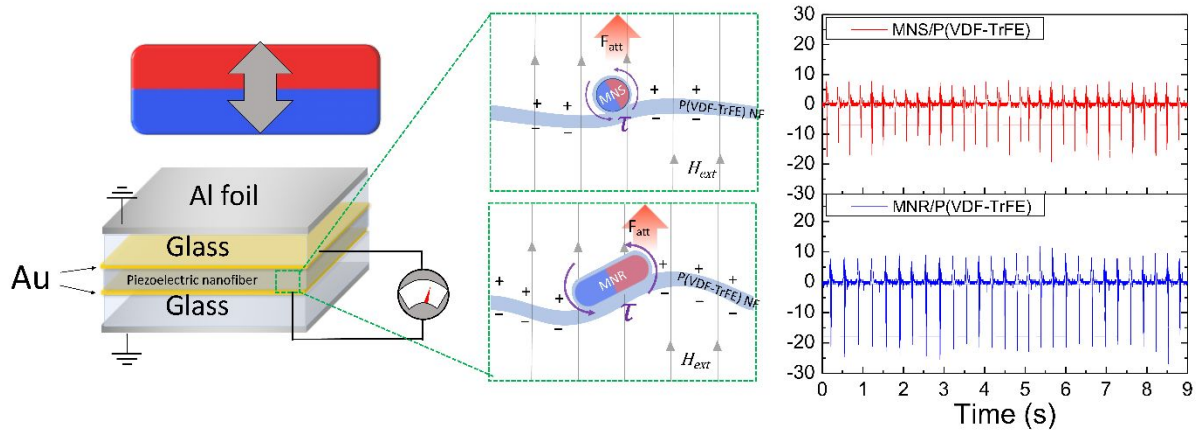 Al foil
Glass
Au
Piezoelectric nanofiber
Glass
F_att
MNS
+ + + +
P(VDF-TrFE) NF
− − − −
τ
H_ext
F_att
MNR
+ + + + + +
P(VDF-TrFE) NF
− − − − − −
τ
H_ext
MNS/P(VDF-TrFE)
30
20
10
0
-10
-20
-30
MNR/P(VDF-TrFE)
20
10
0
-10
-20
-30
0 1 2 3 4 5 6 7 8 9
Time (s)